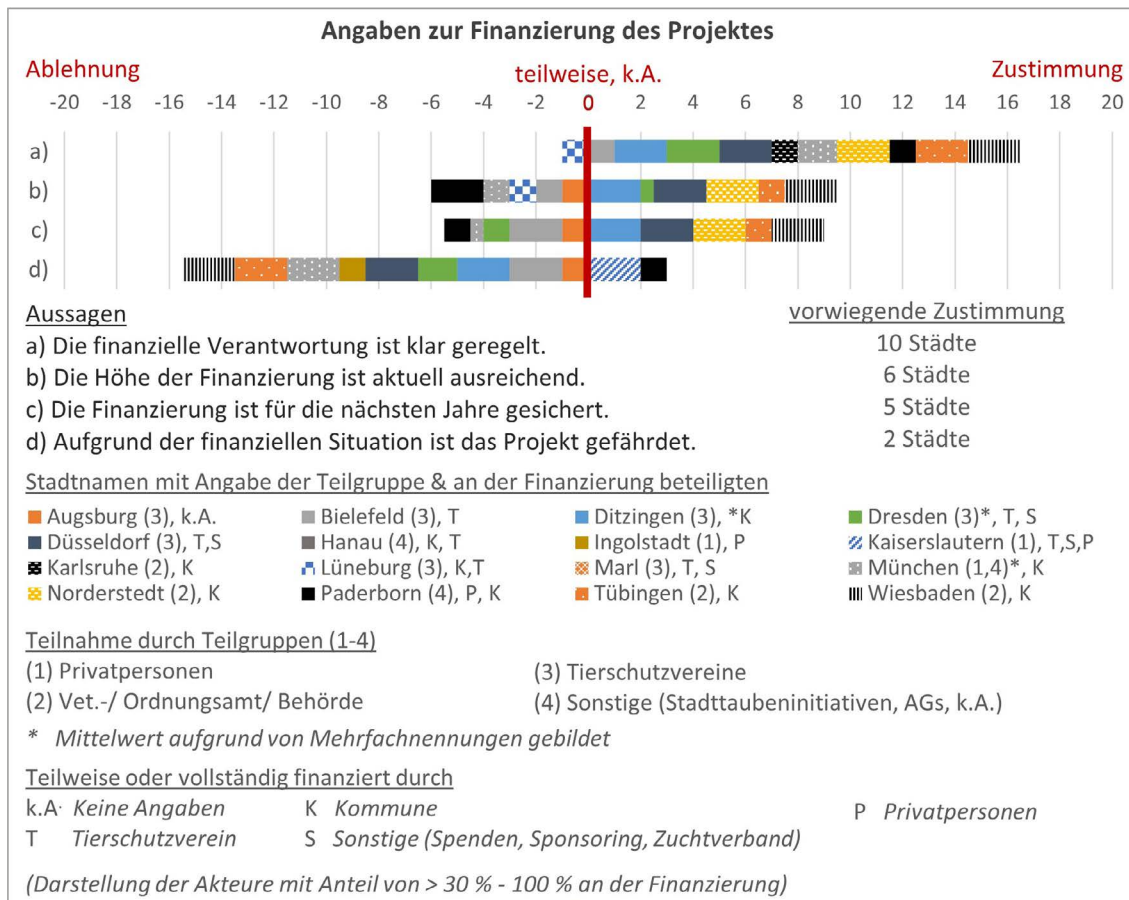 Angaben zur Finanzierung des Projektes
Ablehnung teilweise, k.A. Zustimmung
-20 -18 -16 -14 -12 -10 -8 -6 -4 -2 0 2 4 6 8 10 12 14 16 18 20
a)
b)
c)
d)
Aussagen vorwiegende Zustimmung
a) Die finanzielle Verantwortung ist klar geregelt. 10 Städte
b) Die Höhe der Finanzierung ist aktuell ausreichend. 6 Städte
c) Die Finanzierung ist für die nächsten Jahre gesichert. 5 Städte
d) Aufgrund der finanziellen Situation ist das Projekt gefährdet. 2 Städte
Stadtnamen mit Angabe der Teilgruppe & an der Finanzierung beteiligten
Augsburg (3), k.A. Bielefeld (3), T Ditzingen (3), *K Dresden (3)*, T, S
Düsseldorf (3), T,S Hanau (4), K, T Ingolstadt (1), P Kaiserslautern (1), T,S,P
Karlsruhe (2), K Lüneburg (3), K,T Marl (3), T, S München (1,4)*, K
Norderstedt (2), K Paderborn (4), P, K Tübingen (2), K Wiesbaden (2), K
Teilnahme durch Teilgruppen (1-4)
(1) Privatpersonen (3) Tierschutzvereine
(2) Vet.-/ Ordnungsamt/ Behörde (4) Sonstige (Stadttaubeninitiativen, AGs, k.A.)
* Mittelwert aufgrund von Mehrfachnennungen gebildet
Teilweise oder vollständig finanziert durch
k.A. Keine Angaben K Kommune P Privatpersonen
T Tierschutzverein S Sonstige (Spenden, Sponsoring, Zuchtverband)
(Darstellung der Akteure mit Anteil von > 30 % - 100 % an der Finanzierung)